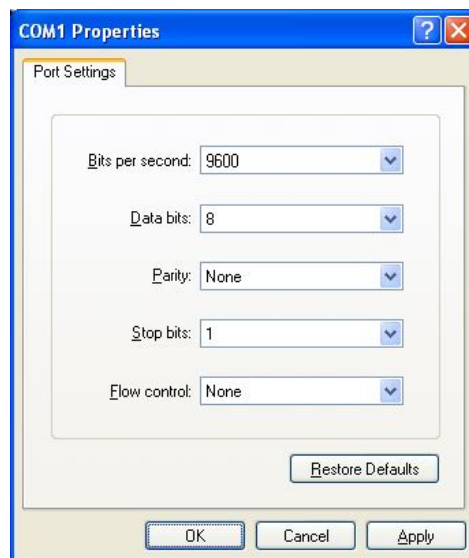 COM1 Properties
Port Settings
Bits per second: 9600
Data bits: 8
Parity: None
Stop bits: 1
Flow control: None
Restore Defaults
OK Cancel Apply